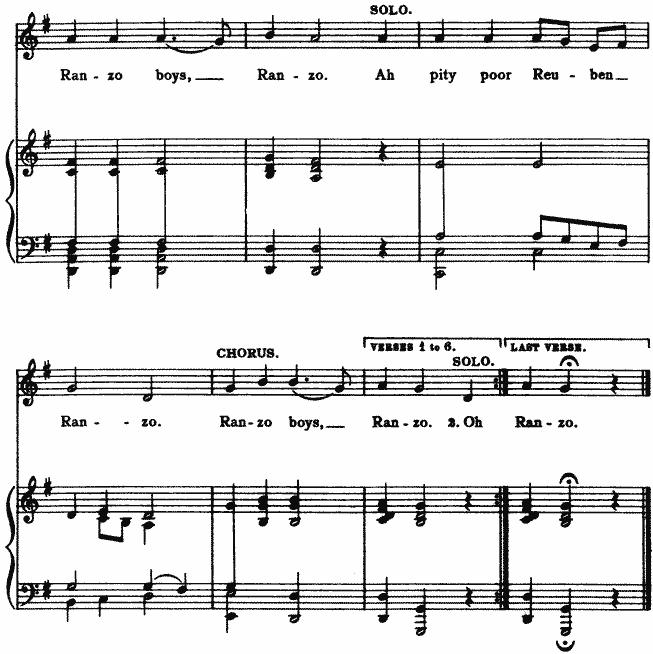 SOLO.
Ran - zo boys, Ran - zo. Ah pity poor Reu - ben
CHORUS.
VERSES 1 to 6. LAST VERSE.
SOLO.
Ran - - zo. Ran - zo boys, Ran - zo. 2. Oh Ran - zo.